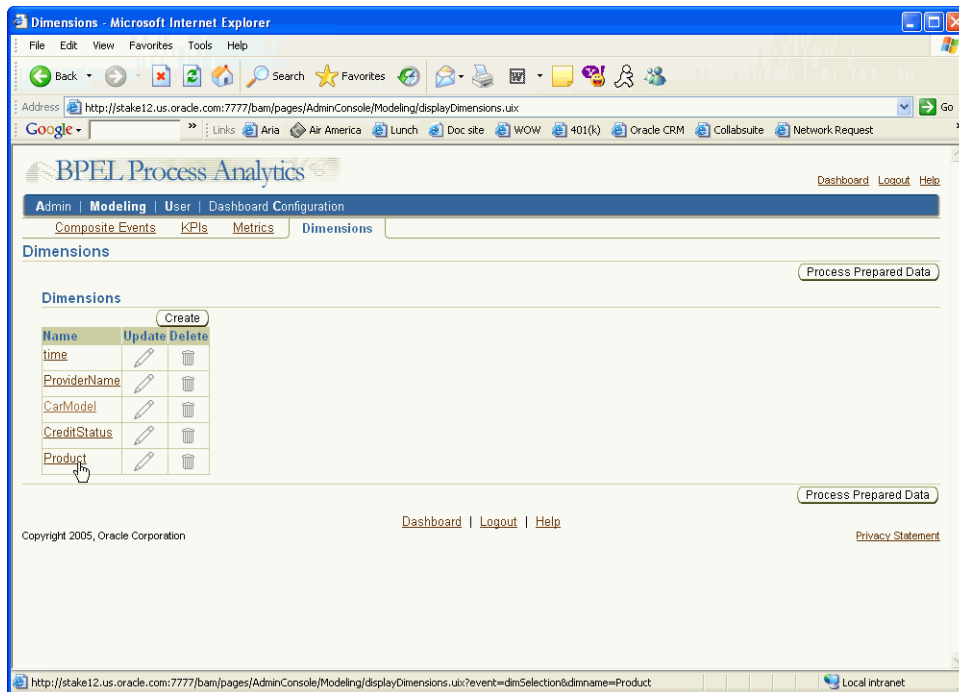 Dimensions - Microsoft Internet Explorer
File Edit View Favorites Tools Help
Back Search Favorites
Address http://stake12.us.oracle.com:7777/bam/pages/AdminConsole/Modeling/displayDimensions.uix Go
Google Links Aria Air America Lunch Doc site WOW 401(k) Oracle CRM Collabsuite Network Request
BPEL Process Analytics
Dashboard Logout Help
Admin | Modeling | User | Dashboard Configuration
Composite Events KPIs Metrics Dimensions
Dimensions
Process Prepared Data
Dimensions
Create
Name Update Delete
time
ProviderName
CarModel
CreditStatus
Product
Process Prepared Data
Dashboard | Logout | Help
Copyright 2005, Oracle Corporation Privacy Statement
http://stake12.us.oracle.com:7777/bam/pages/AdminConsole/Modeling/displayDimensions.uix?event=dimSelection&dimname=Product Local intranet